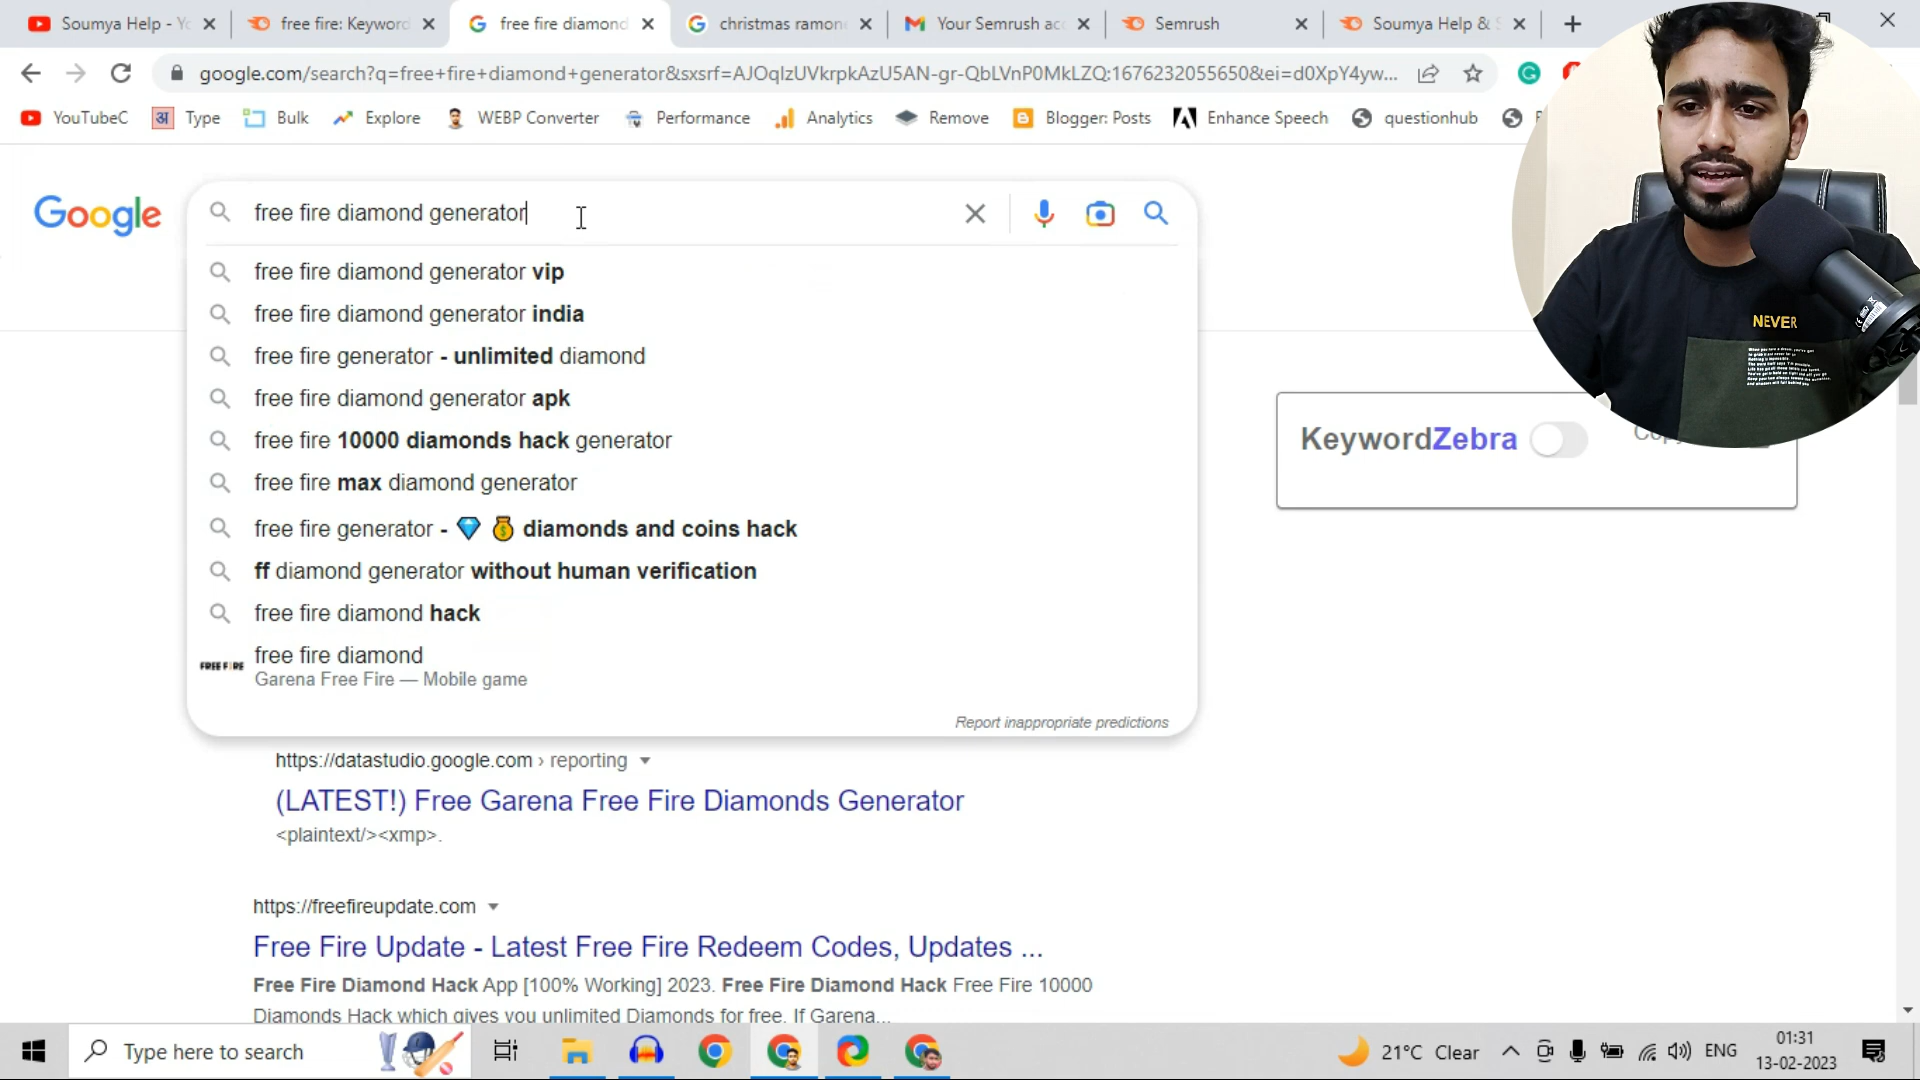 Soumya Help - Yo
free fire: Keyword
free fire diamond
christmas ramon
Your Semrush acc
Semrush
Soumya Help & S
google.com/search?q=free+fire+diamond+generator&sxsrf=AJOqlzUVkrpkAzU5AN-gr-QbLVnP0MkLZQ:1676232055650&ei=d0XpY4yw...
YouTubeC
Type
Bulk
Explore
WEBP Converter
Performance
Analytics
Remove
Blogger: Posts
Enhance Speech
questionhub
Google
free fire diamond generator
free fire diamond generator vip
free fire diamond generator india
free fire generator - unlimited diamond
free fire diamond generator apk
free fire 10000 diamonds hack generator
free fire max diamond generator
free fire generator - 💎 💰 diamonds and coins hack
ff diamond generator without human verification
free fire diamond hack
FREE FIRE
free fire diamond
Garena Free Fire — Mobile game
Report inappropriate predictions
KeywordZebra
NEVER
https://datastudio.google.com › reporting
(LATEST!) Free Garena Free Fire Diamonds Generator
<plaintext/><xmp>.
https://freefireupdate.com
Free Fire Update - Latest Free Fire Redeem Codes, Updates ...
Free Fire Diamond Hack App [100% Working] 2023. Free Fire Diamond Hack Free Fire 10000
Diamonds Hack which gives you unlimited Diamonds for free. If Garena...
Type here to search
21°C Clear
ENG
01:31
13-02-2023